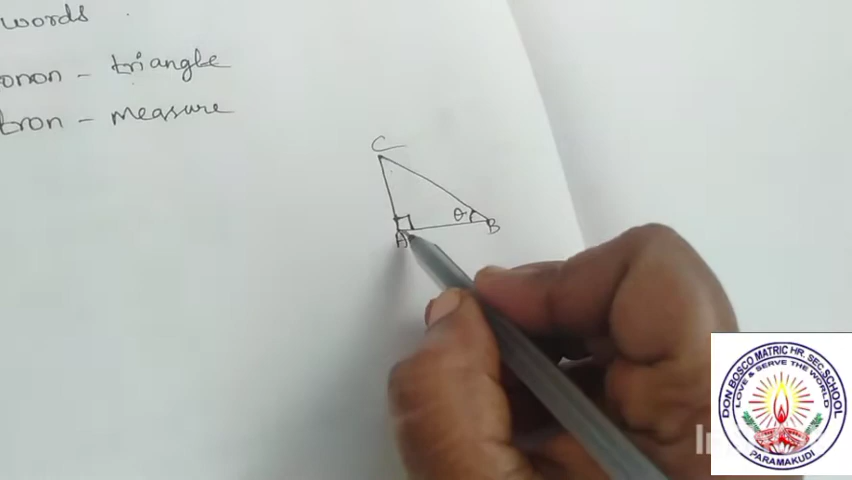 words
onon - triangle
tron - measure
C
θ
B
A
DON BOSCO MATRIC HR. SEC. SCHOOL
LOVE & SERVE THE WORLD
PARAMAKUDI